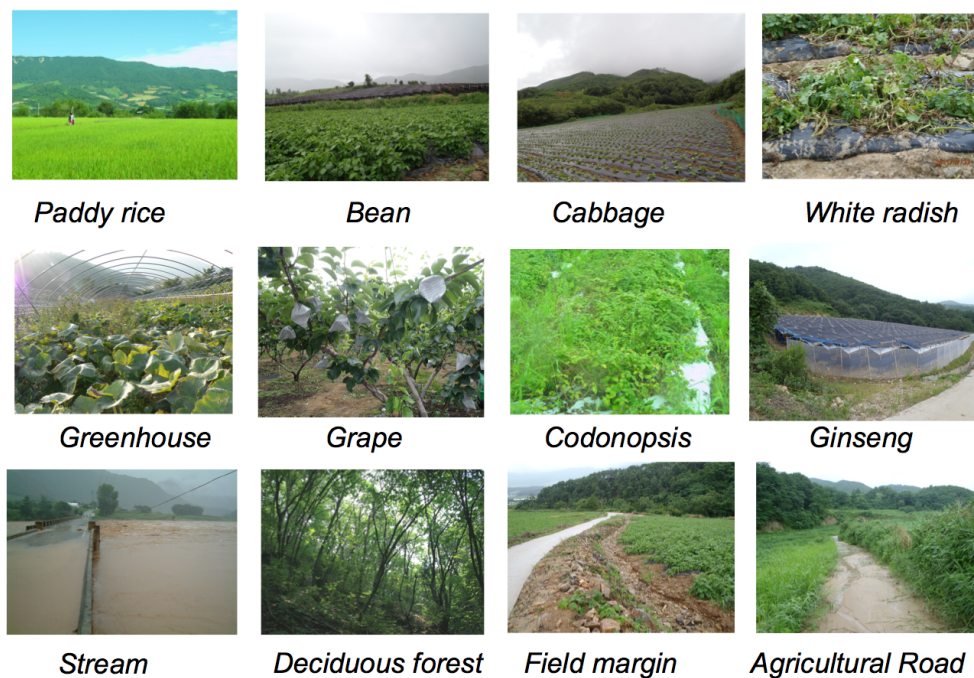 Paddy rice
Bean
Cabbage
White radish
Greenhouse
Grape
Codonopsis
Ginseng
Stream
Deciduous forest
Field margin
Agricultural Road